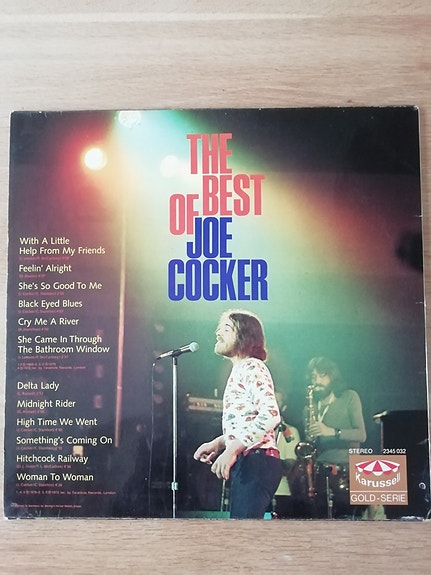 THE
BEST
OF
JOE
COCKER
With A Little
Help From My Friends
Feelin' Alright
She's So Good To Me
Black Eyed Blues
Cry Me A River
She Came In Through
The Bathroom Window
Delta Lady
Midnight Rider
High Time We Went
Something's Coming On
Hitchcock Railway
Woman To Woman
STEREO 2345 032
Karussell
GOLD-SERIE